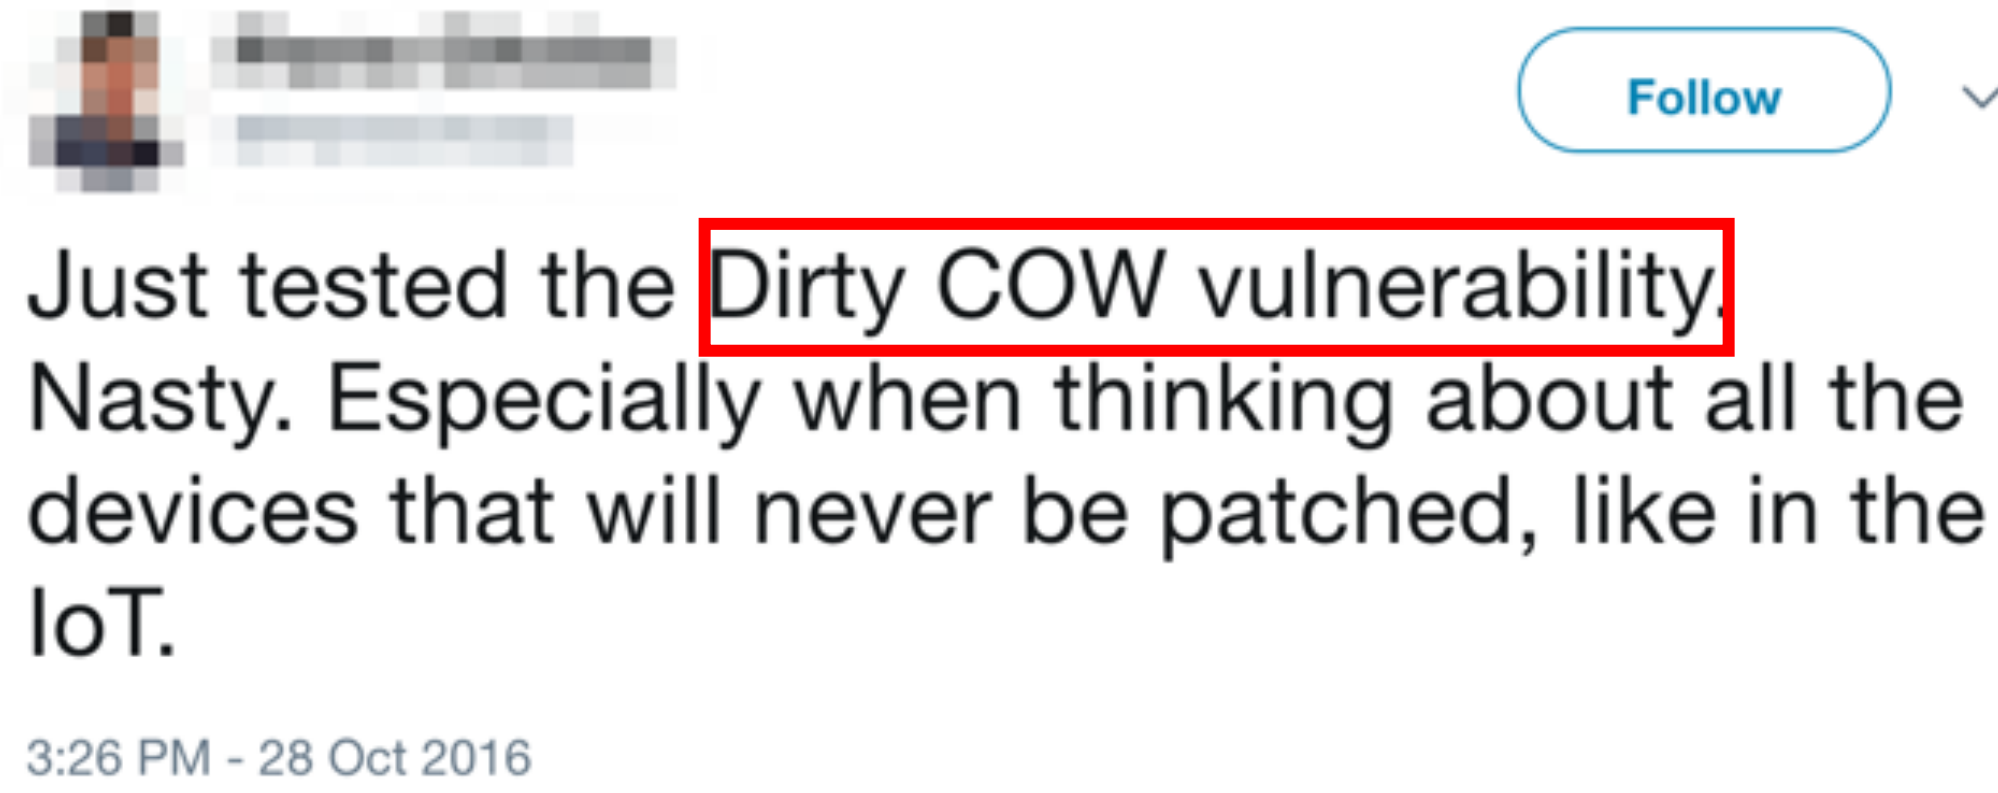 Follow
Just tested the Dirty COW vulnerability.
Nasty. Especially when thinking about all the
devices that will never be patched, like in the
IoT.
3:26 PM - 28 Oct 2016